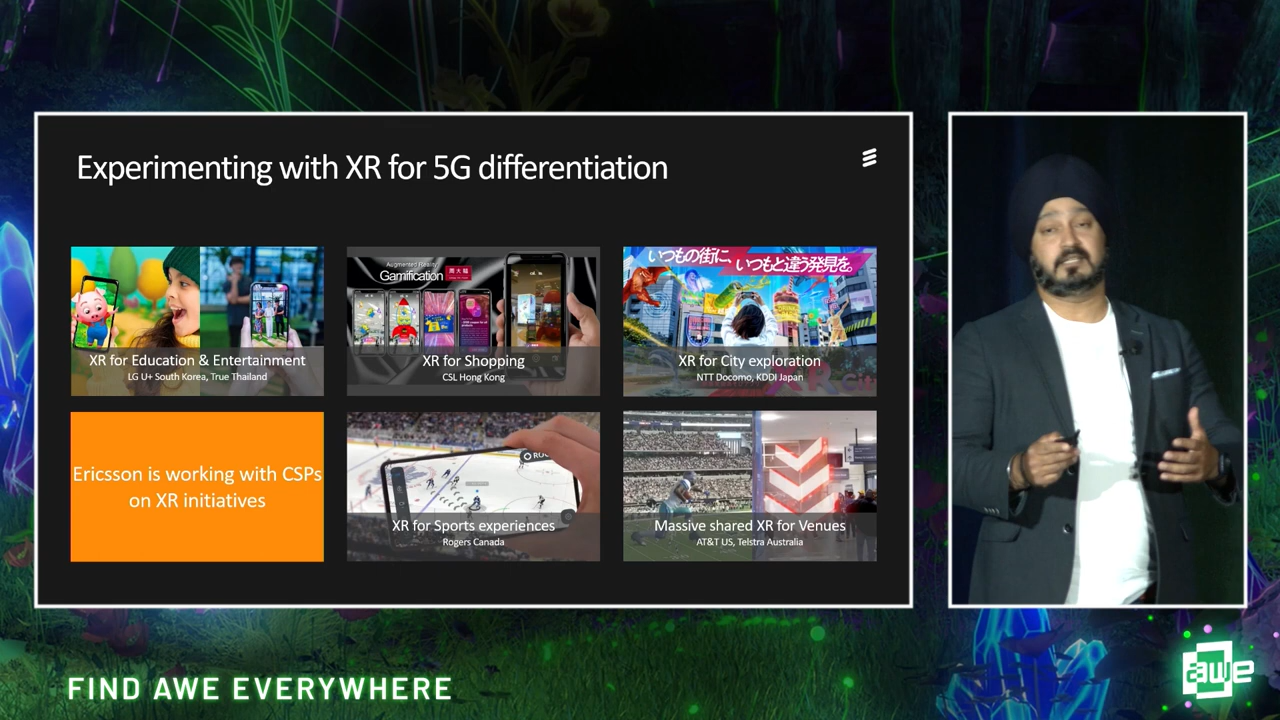 Experimenting with XR for 5G differentiation
XR for Education & Entertainment
LG U+ South Korea, True Thailand
Augmented Reality
Gamification
周大福
XR for Shopping
CSL Hong Kong
いつもの街に、いつもと違う発見を。
XR for City exploration
NTT Docomo, KDDI Japan
Ericsson is working with CSPs
on XR initiatives
XR for Sports experiences
Rogers Canada
Massive shared XR for Venues
AT&T US, Telstra Australia
FIND AWE EVERYWHERE
awe